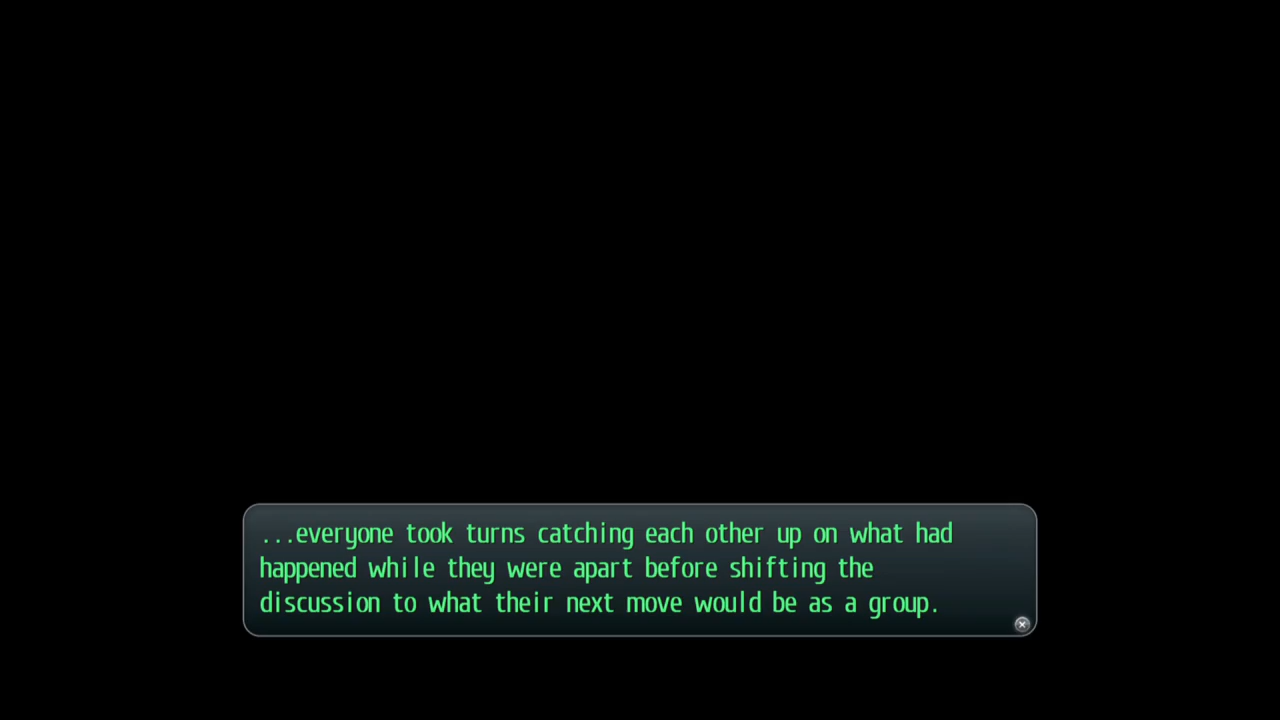 ...everyone took turns catching each other up on what had
happened while they were apart before shifting the
discussion to what their next move would be as a group.